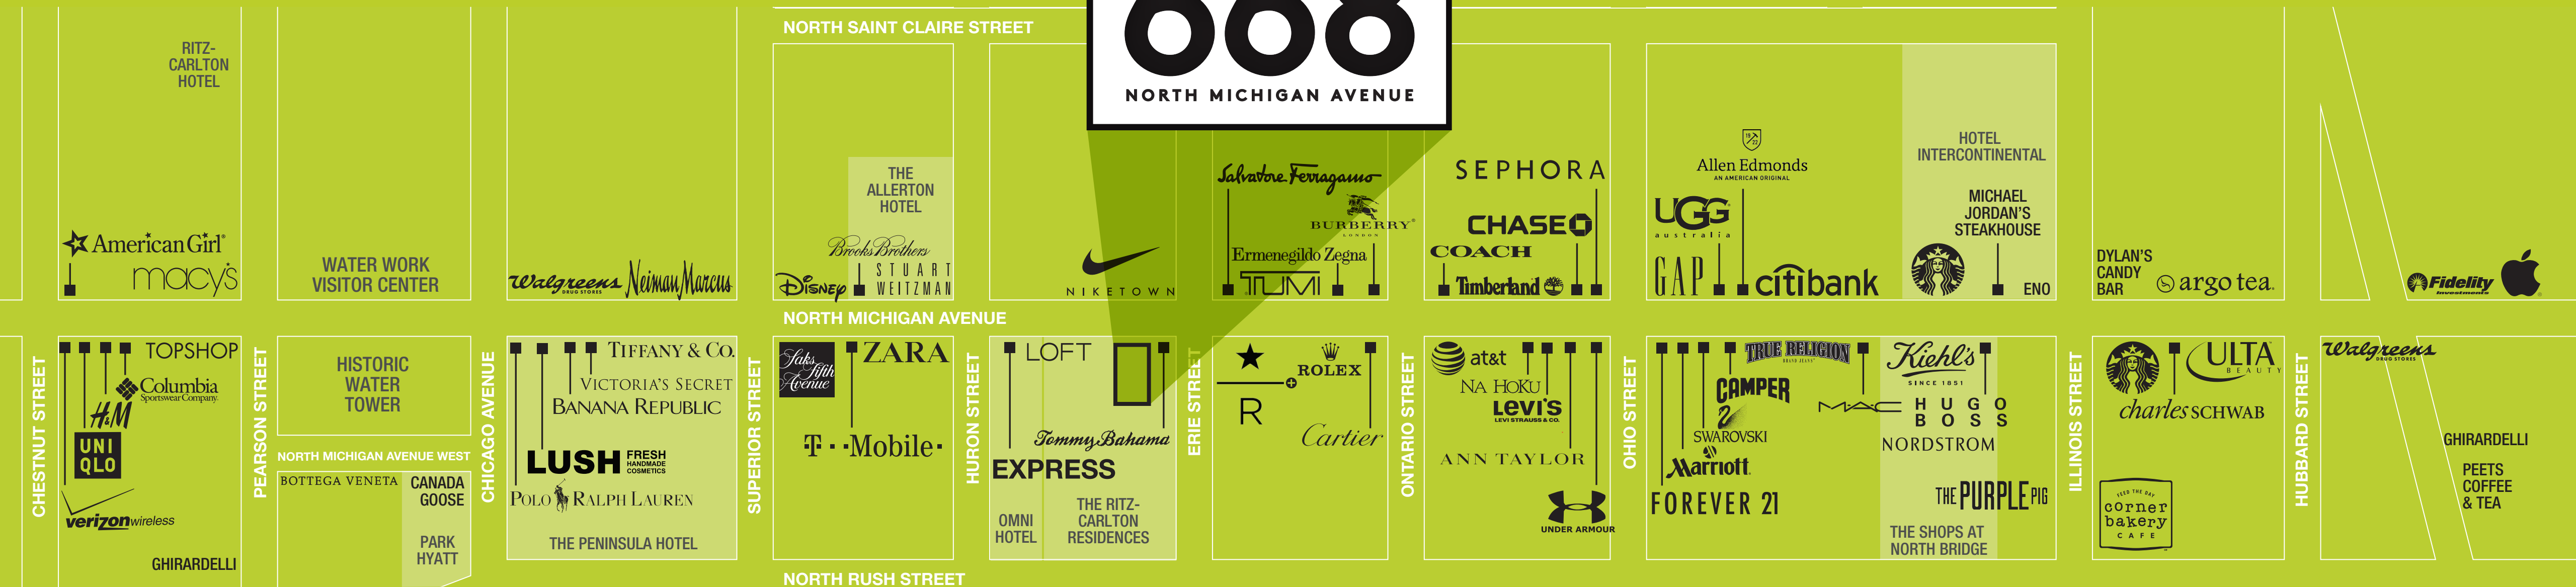 NORTH SAINT CLAIRE STREET
668
NORTH MICHIGAN AVENUE
RITZ-
CARLTON
HOTEL
American Girl®
macy's
WATER WORK
VISITOR CENTER
Walgreens
DRUG STORES
Neiman Marcus
THE
ALLERTON
HOTEL
Brooks Brothers
Disney
STUART
WEITZMAN
NIKETOWN
Salvatore Ferragamo
BURBERRY®
LONDON
Ermenegildo Zegna
TUMI
SEPHORA
CHASE
COACH
Timberland
19 22
Allen Edmonds
AN AMERICAN ORIGINAL
UGG®
australia
GAP
citibank
HOTEL
INTERCONTINENTAL
MICHAEL
JORDAN'S
STEAKHOUSE
ENO
DYLAN'S
CANDY
BAR
argo tea.
Fidelity
Investments
NORTH MICHIGAN AVENUE
CHESTNUT STREET
TOPSHOP
Columbia
Sportswear Company.
H&M
UNI
QLO
verizon wireless
GHIRARDELLI
PEARSON STREET
HISTORIC
WATER
TOWER
NORTH MICHIGAN AVENUE WEST
BOTTEGA VENETA
CANADA
GOOSE
PARK
HYATT
CHICAGO AVENUE
TIFFANY & CO.
VICTORIA'S SECRET
BANANA REPUBLIC
LUSH FRESH
HANDMADE
COSMETICS
POLO RALPH LAUREN
THE PENINSULA HOTEL
SUPERIOR STREET
Saks
fifth
Avenue
ZARA
T··Mobile·
HURON STREET
LOFT
Tommy Bahama
EXPRESS
OMNI
HOTEL
THE RITZ-
CARLTON
RESIDENCES
ERIE STREET
ROLEX
R
Cartier
ONTARIO STREET
at&t
NA HOKU
LEVI'S
LEVI STRAUSS & CO.
ANN TAYLOR
UNDER ARMOUR
OHIO STREET
TRUE RELIGION
BRAND JEANS
CAMPER
SWAROVSKI
Marriott.
FOREVER 21
Kiehl's
SINCE 1851
MAC
HUGO
BOSS
NORDSTROM
THE PURPLE PIG
THE SHOPS AT
NORTH BRIDGE
ILLINOIS STREET
ULTA
BEAUTY
charles SCHWAB
FEED THE DAY
corner
bakery
CAFE
HUBBARD STREET
Walgreens
DRUG STORES
GHIRARDELLI
PEETS
COFFEE
& TEA
NORTH RUSH STREET